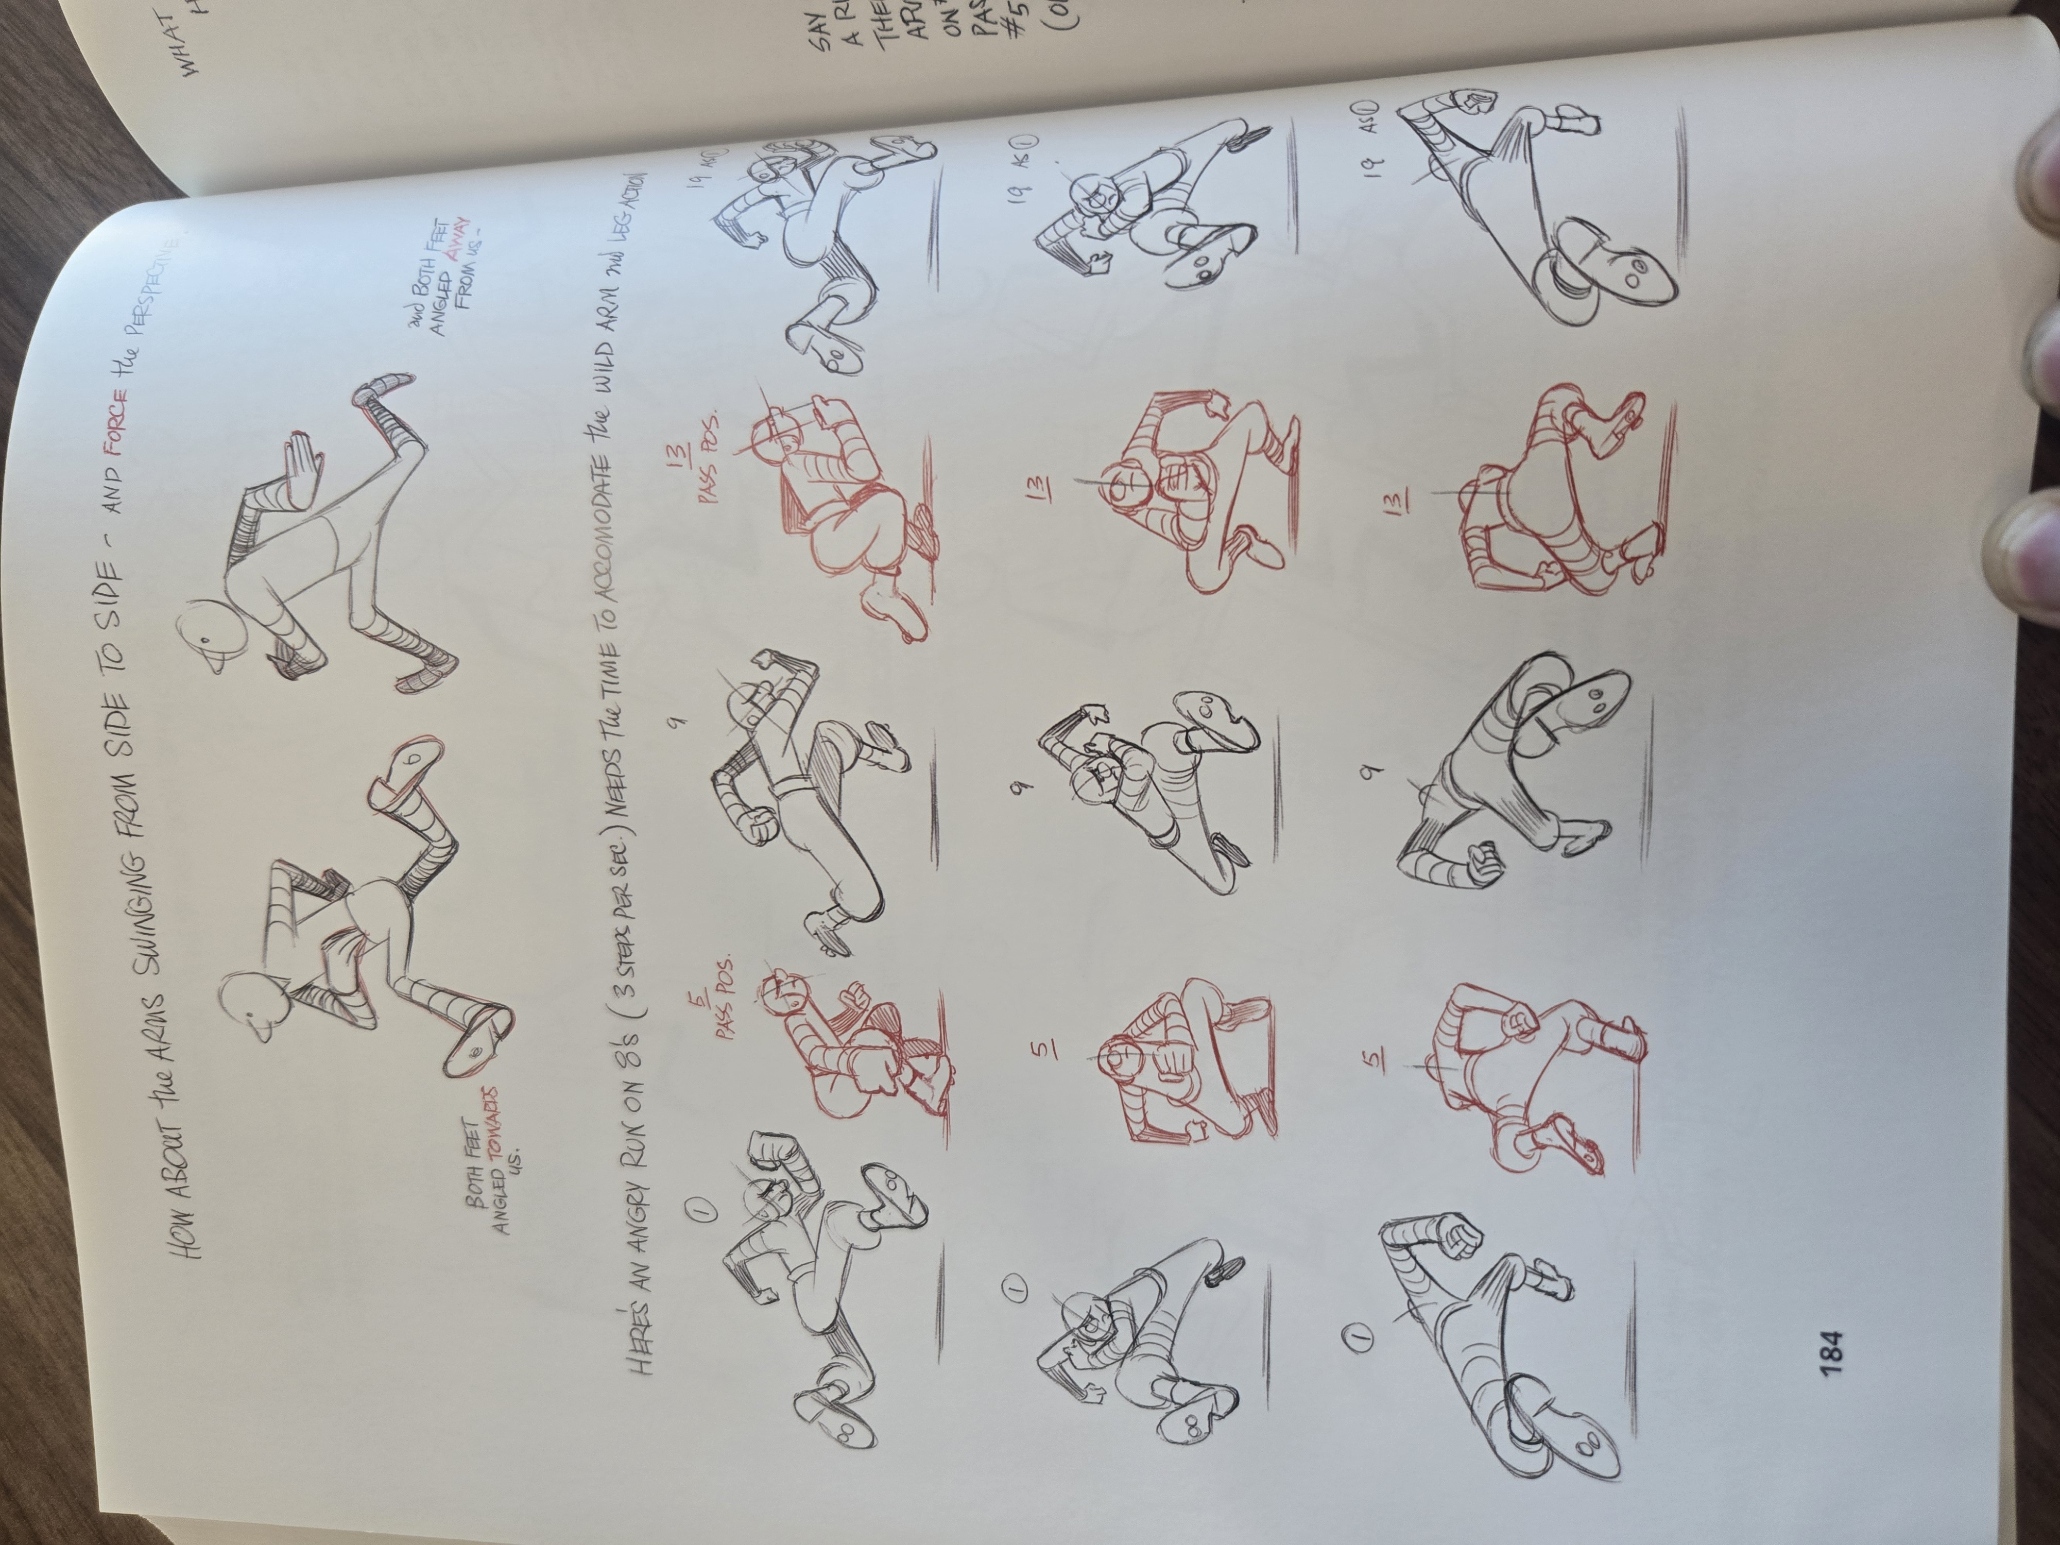 HOW ABOUT the ARMS SWINGING FROM SIDE TO SIDE - AND FORCE the PERSPECTIVE.
BOTH FEET
ANGLED TOWARDS
US.
and BOTH FEET
ANGLED AWAY
FROM US -
HERE'S AN ANGRY RUN ON 8's (3 STEPS PER SEC.) NEEDS the TIME TO ACCOMODATE the WILD ARM and LEG ACTION
1
5
PASS POS.
9
13
PASS POS.
19 AS 1
1
5
9
13
19 AS 1
1
5
9
13
19 AS 1
184
WHAT
H
SAY
A R
THE
AR
ON
PAS
#5
(O